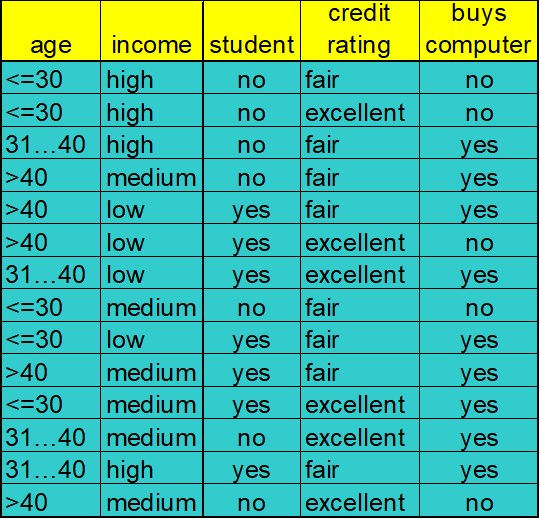 age income student credit rating buys computer
<=30 high no fair no
<=30 high no excellent no
31…40 high no fair yes
>40 medium no fair yes
>40 low yes fair yes
>40 low yes excellent no
31…40 low yes excellent yes
<=30 medium no fair no
<=30 low yes fair yes
>40 medium yes fair yes
<=30 medium yes excellent yes
31…40 medium no excellent yes
31…40 high yes fair yes
>40 medium no excellent no